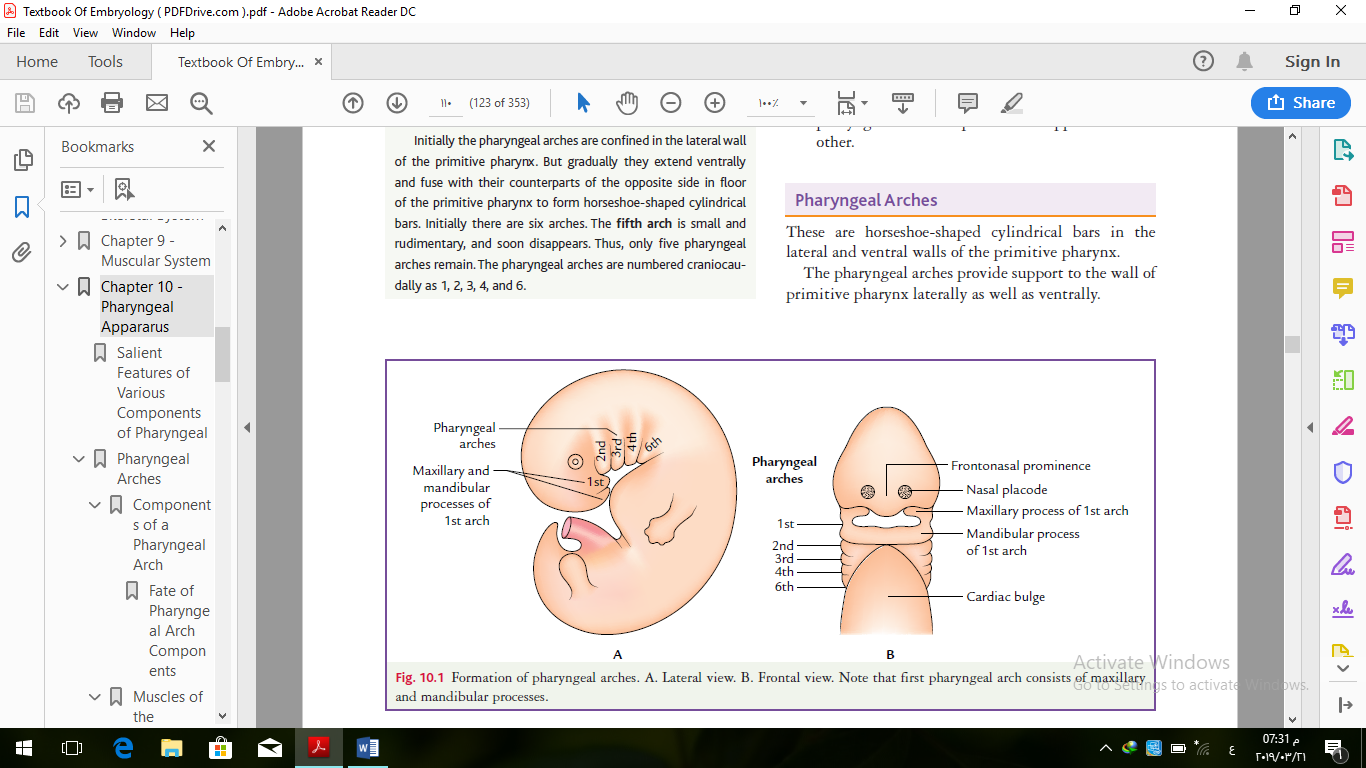 Textbook Of Embryology ( PDFDrive.com ).pdf - Adobe Acrobat Reader DC
File Edit View Window Help
Home Tools Textbook Of Embry... × Sign In
١١٠ (123 of 353) ١٠٠٪ Share
Bookmarks
Chapter 9 -
Muscular System
Chapter 10 -
Pharyngeal
Appararus
Salient
Features of
Various
Components
of Pharyngeal
Pharyngeal
Arches
Component
s of a
Pharyngeal
Arch
Fate of
Pharynge
al Arch
Compon
ents
Muscles of
the
Initially the pharyngeal arches are confined in the lateral wall
of the primitive pharynx. But gradually they extend ventrally
and fuse with their counterparts of the opposite side in floor
of the primitive pharynx to form horseshoe-shaped cylindrical
bars. Initially there are six arches. The fifth arch is small and
rudimentary, and soon disappears. Thus, only five pharyngeal
arches remain. The pharyngeal arches are numbered craniocau-
dally as 1, 2, 3, 4, and 6.
other.
Pharyngeal Arches
These are horseshoe-shaped cylindrical bars in the
lateral and ventral walls of the primitive pharynx.
The pharyngeal arches provide support to the wall of
primitive pharynx laterally as well as ventrally.
Pharyngeal
arches
Maxillary and
mandibular
processes of
1st arch
1st
2nd
3rd
4th
6th
A
Pharyngeal
arches
1st
2nd
3rd
4th
6th
Frontonasal prominence
Nasal placode
Maxillary process of 1st arch
Mandibular process
of 1st arch
Cardiac bulge
B
Fig. 10.1 Formation of pharyngeal arches. A. Lateral view. B. Frontal view. Note that first pharyngeal arch consists of maxillary
and mandibular processes.
Activate Windows
Go to Settings to activate Windows.
ع
07:31 م
٢٠١٩/٠٣/٢١